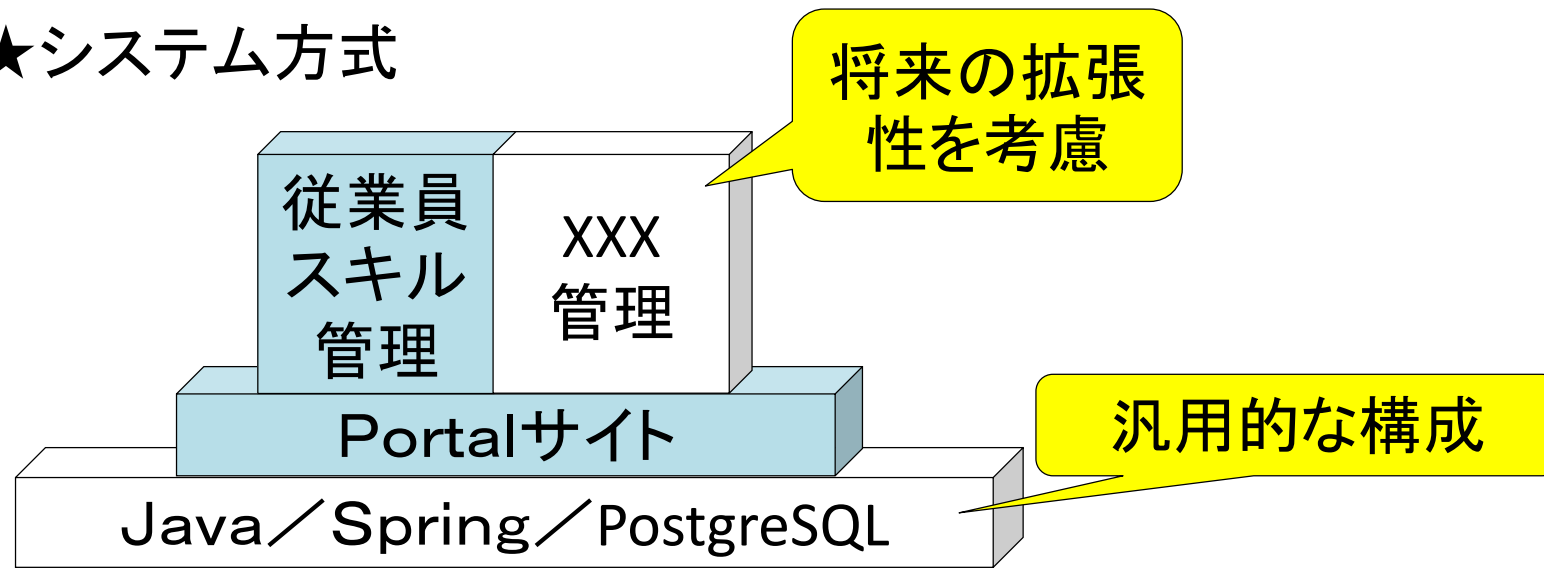 ★システム方式
将来の拡張
性を考慮
従業員
スキル
管理
XXX
管理
Portalサイト
汎用的な構成
Java／Spring／PostgreSQL